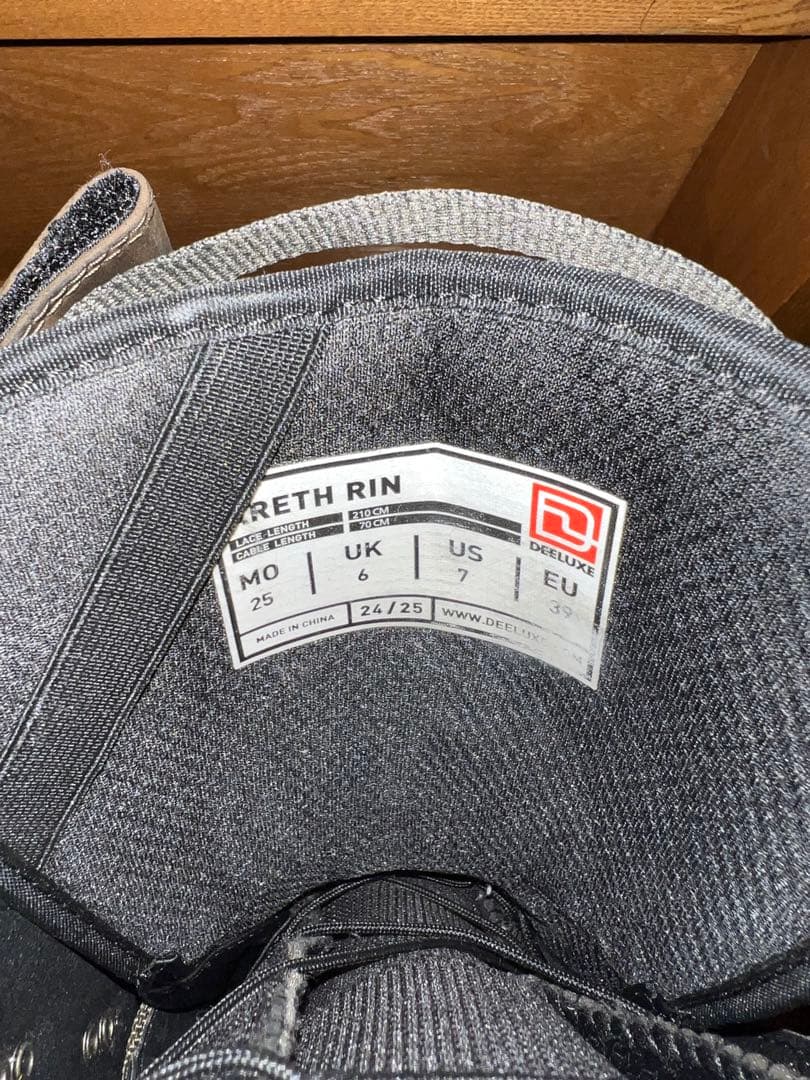 RETH RIN
LACE LENGTH 210 CM
CABLE LENGTH 70 CM
DEELUXE
MO UK US EU
25 6 7 39
MADE IN CHINA 24/25 WWW.DEELUXE